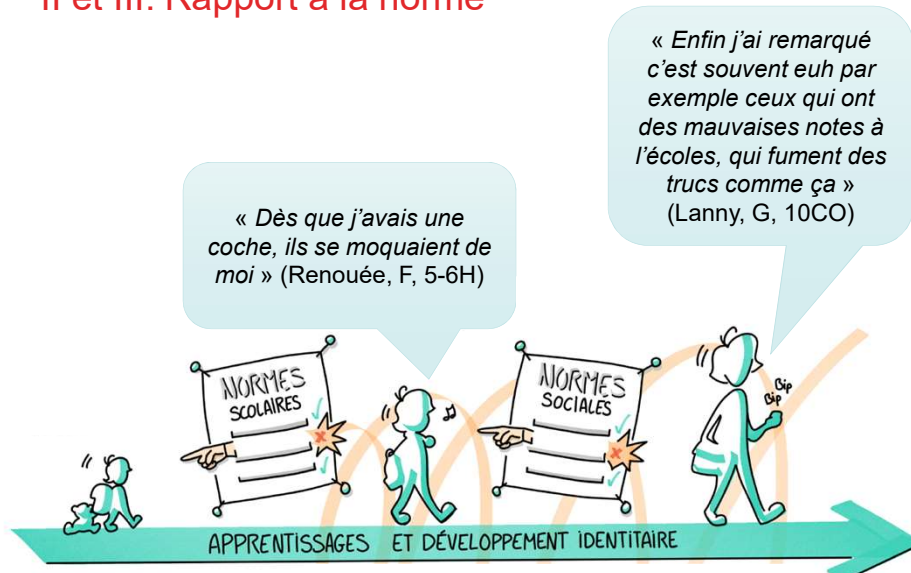 II et III. Rapport à la norme
« Enfin j'ai remarqué
c'est souvent euh par
exemple ceux qui ont
des mauvaises notes à
l'écoles, qui fument des
trucs comme ça »
(Lanny, G, 10CO)
« Dès que j'avais une
coche, ils se moquaient de
moi » (Renouée, F, 5-6H)
NORMES
SCOLAIRES
NORMES
SOCIALES
Bip
Bip
APPRENTISSAGES ET DÉVELOPPEMENT IDENTITAIRE